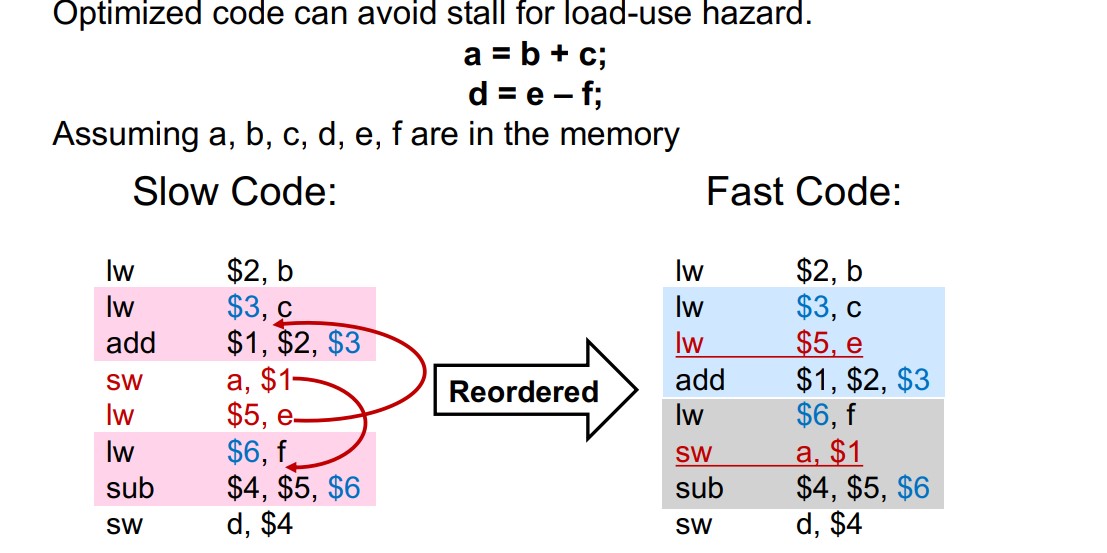 Optimized code can avoid stall for load-use hazard.
a = b + c;
d = e – f;
Assuming a, b, c, d, e, f are in the memory
Slow Code:
lw $2, b
lw $3, c
add $1, $2, $3
sw a, $1
lw $5, e
lw $6, f
sub $4, $5, $6
sw d, $4
Reordered
Fast Code:
lw $2, b
lw $3, c
lw $5, e
add $1, $2, $3
lw $6, f
sw a, $1
sub $4, $5, $6
sw d, $4